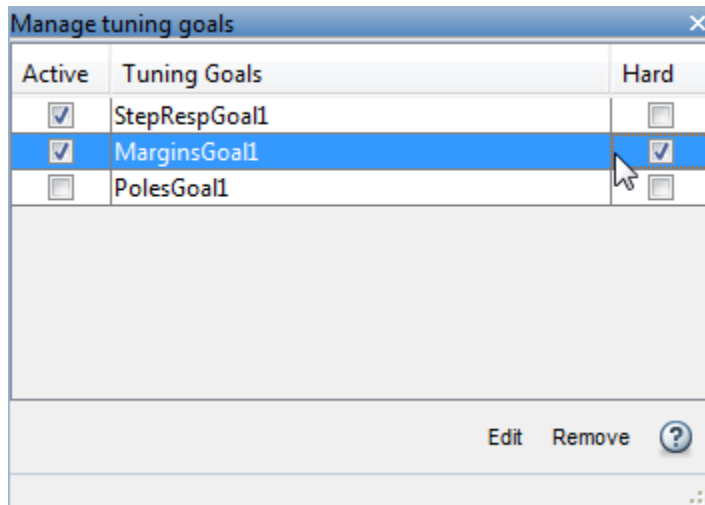 Manage tuning goals
Active Tuning Goals Hard
StepRespGoal1
MarginsGoal1
PolesGoal1
Edit Remove ?